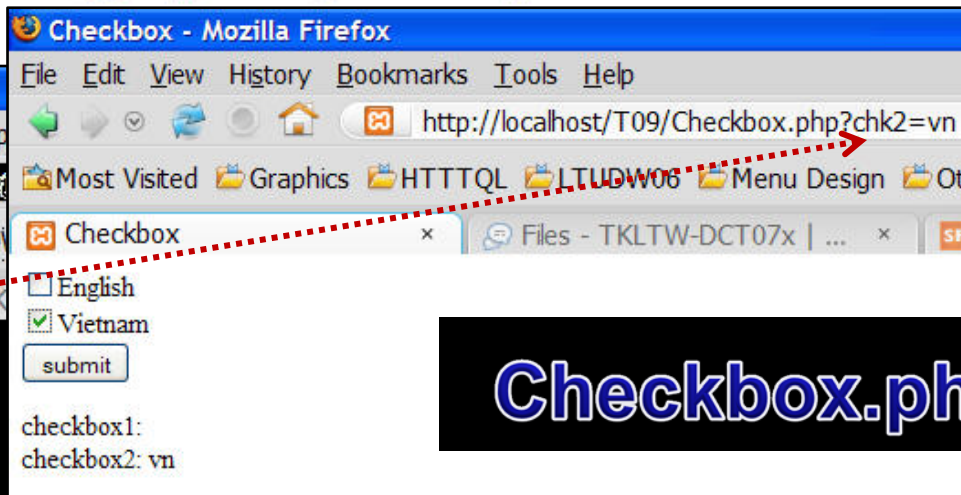 Checkbox - Mozilla Firefox
File Edit View History Bookmarks Tools Help
http://localhost/T09/Checkbox.php?chk2=vn
Most Visited Graphics HTTTQL LTUDW06 Menu Design
Checkbox × Files - TKLTW-DCT07x | ... ×
English
Vietnam
submit
Checkbox.ph
checkbox1:
checkbox2: vn